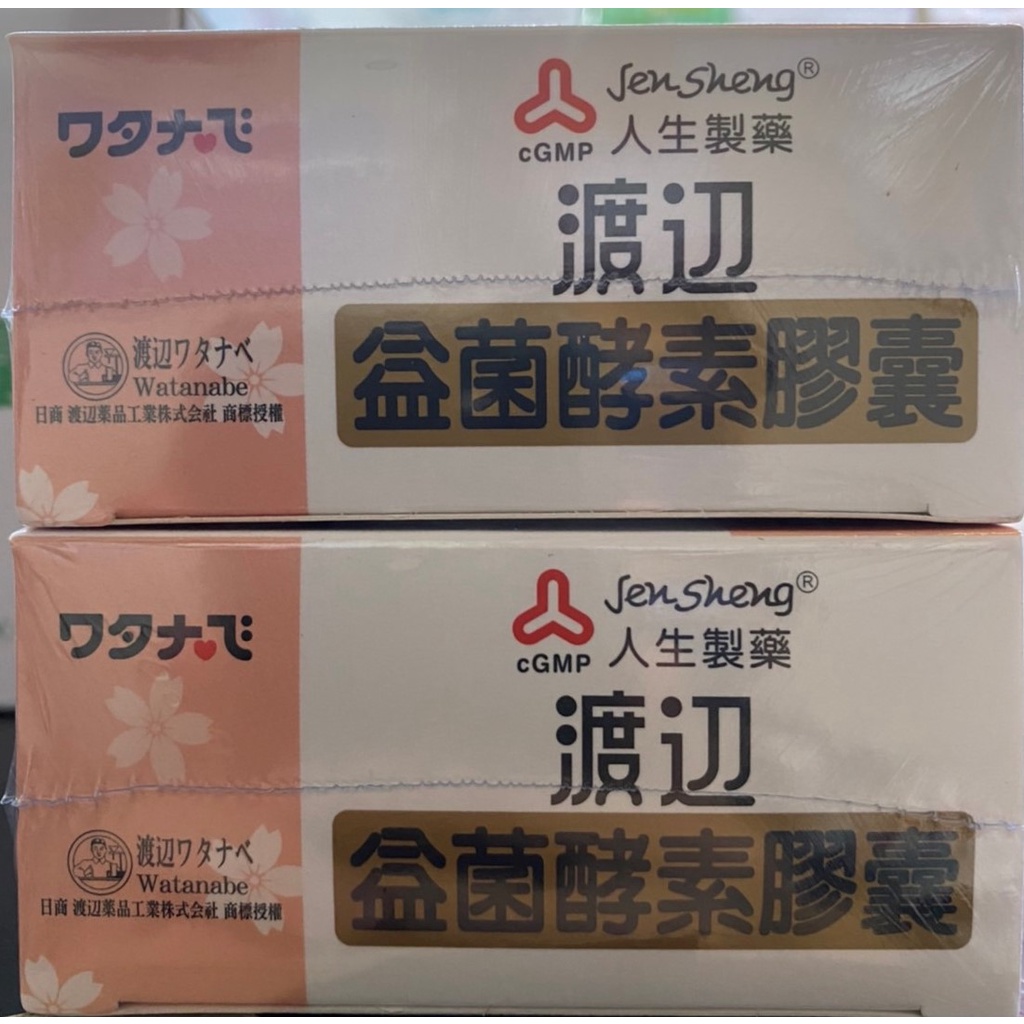 ワタナベ
Jen Sheng®
cGMP 人生製藥
渡辺
益菌酵素膠囊
渡辺ワタナベ
Watanabe
日商 渡辺薬品工業株式会社 商標授權
ワタナベ
Jen Sheng®
cGMP 人生製藥
渡辺
益菌酵素膠囊
渡辺ワタナベ
Watanabe
日商 渡辺薬品工業株式会社 商標授權